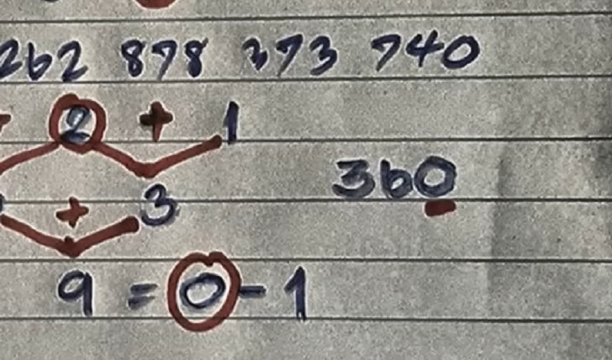 262 878 373 740
+ 2 + 1
360
+ 3
9 = 0 - 1